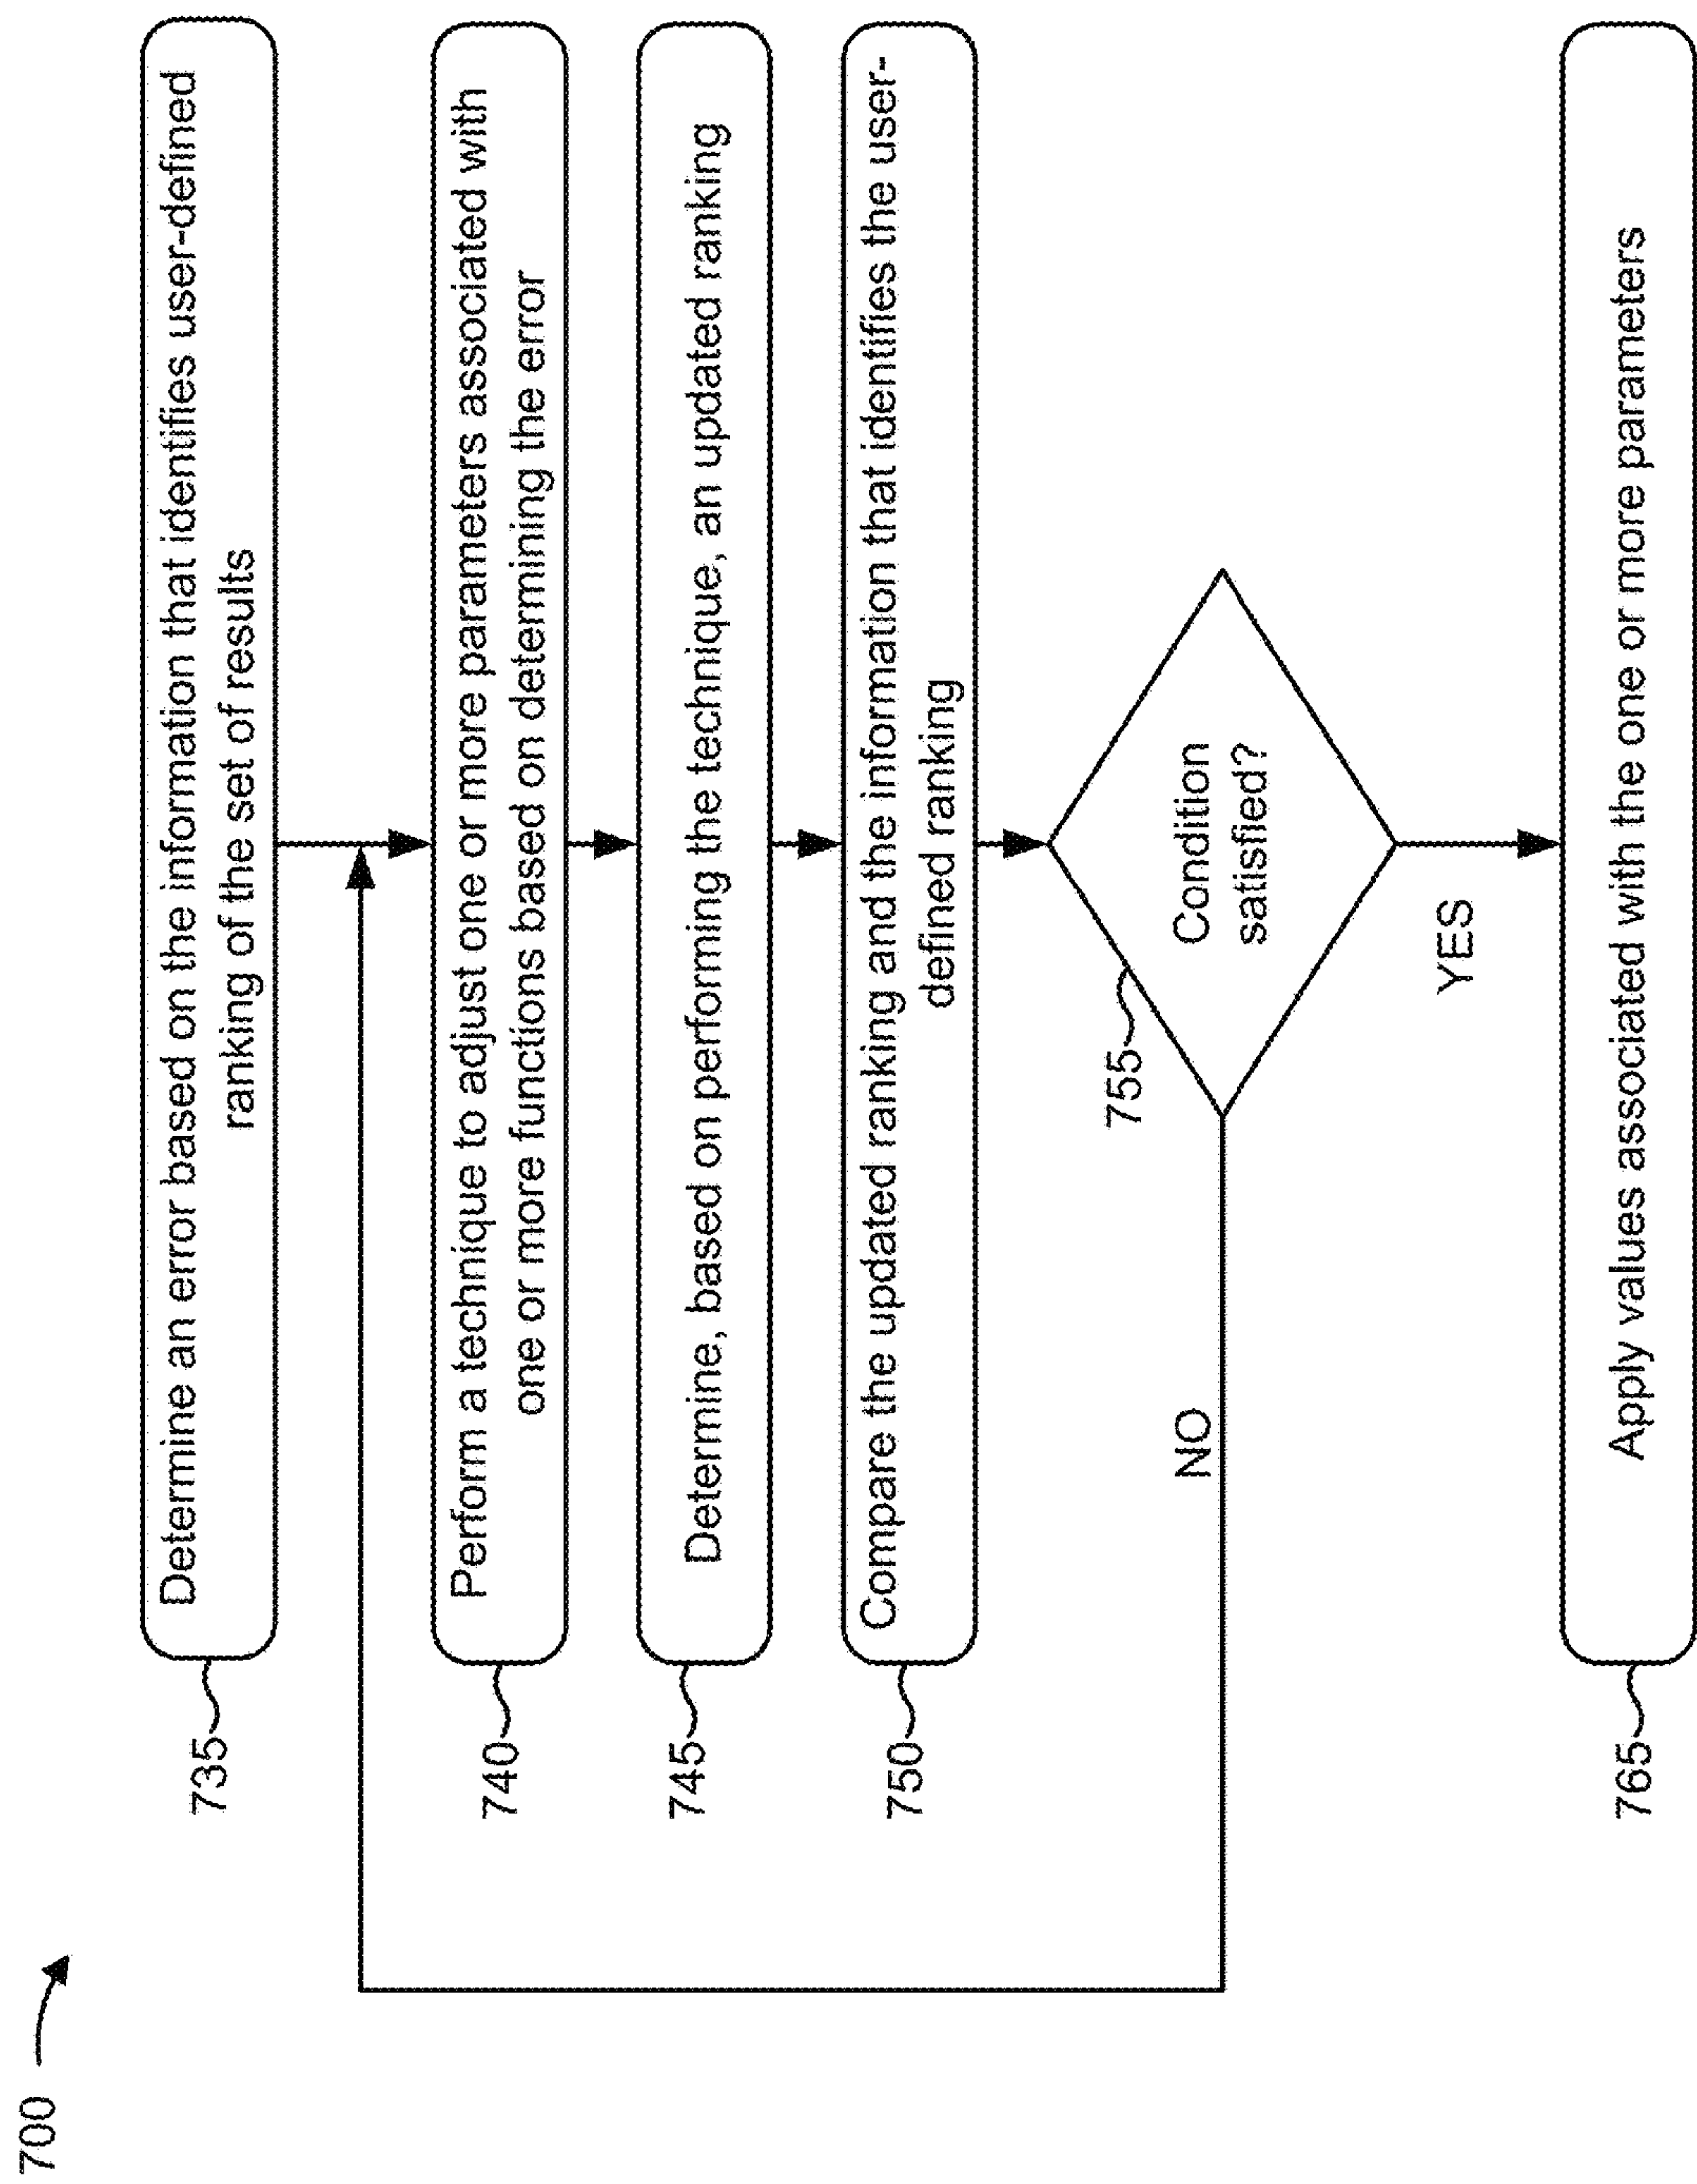 700
735
Determine an error based on the information that identifies user-defined
ranking of the set of results
740
Perform a technique to adjust one or more parameters associated with
one or more functions based on determining the error
745
Determine, based on performing the technique, an updated ranking
750
Compare the updated ranking and the information that identifies the user-
defined ranking
755
Condition
satisfied?
NO
YES
765
Apply values associated with the one or more parameters